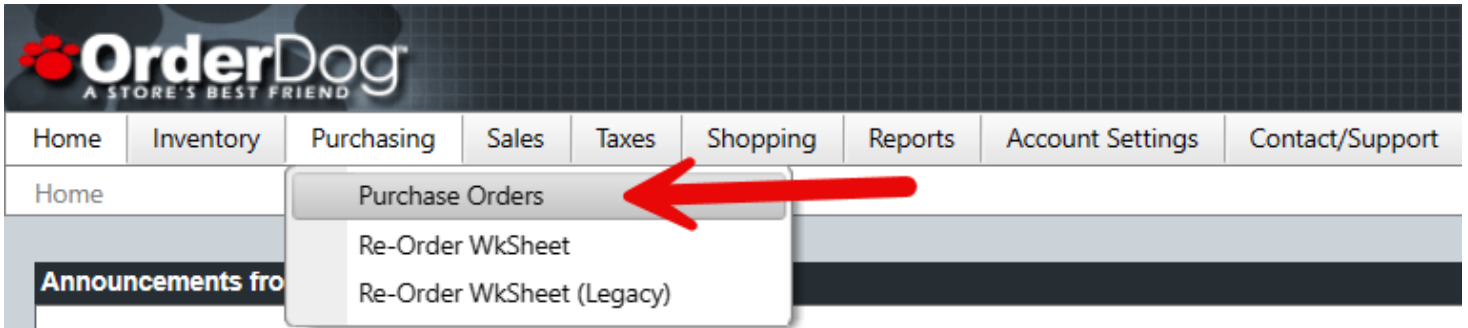 OrderDog
A STORE'S BEST FRIEND
Home Inventory Purchasing Sales Taxes Shopping Reports Account Settings Contact/Support
Home
Purchase Orders
Re-Order WkSheet
Re-Order WkSheet (Legacy)
Announcements fro